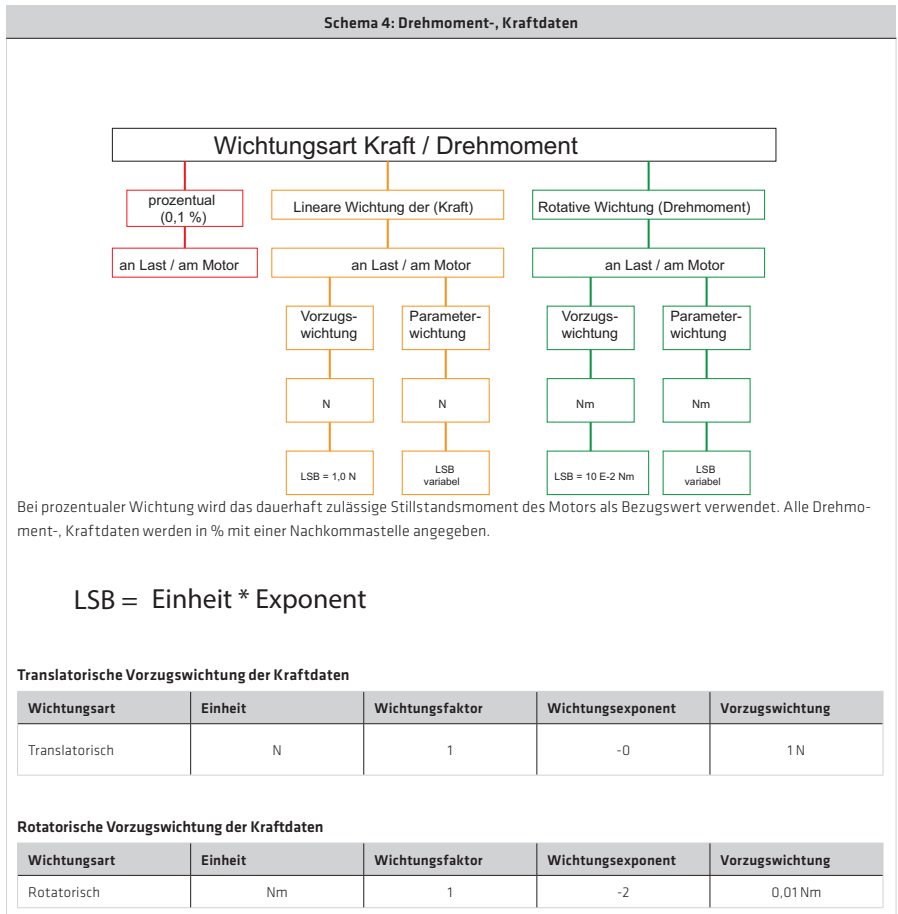 Schema 4: Drehmoment-, Kraftdaten
Wichtungsart Kraft / Drehmoment
prozentual
(0,1 %)
Lineare Wichtung der (Kraft)
Rotative Wichtung (Drehmoment)
an Last / am Motor
an Last / am Motor
an Last / am Motor
Vorzugs-
wichtung
Parameter-
wichtung
Vorzugs-
wichtung
Parameter-
wichtung
N
N
Nm
Nm
LSB = 1,0 N
LSB
variabel
LSB = 10 E-2 Nm
LSB
variabel
Bei prozentualer Wichtung wird das dauerhaft zulässige Stillstandsmoment des Motors als Bezugswert verwendet. Alle Drehmo-
ment-, Kraftdaten werden in % mit einer Nachkommastelle angegeben.
LSB = Einheit * Exponent
Translatorische Vorzugswichtung der Kraftdaten
Wichtungsart Einheit Wichtungsfaktor Wichtungsexponent Vorzugswichtung
Translatorisch N 1 -0 1 N
Rotatorische Vorzugswichtung der Kraftdaten
Wichtungsart Einheit Wichtungsfaktor Wichtungsexponent Vorzugswichtung
Rotatorisch Nm 1 -2 0,01 Nm